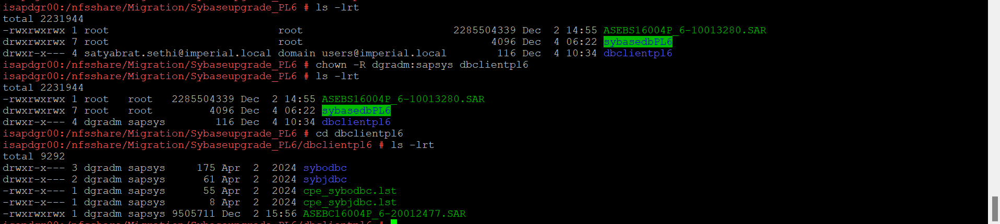 isapdgr00:/nfsshare/Migration/Sybaseupgrade_PL6 # ls -lrt
total 2231944
-rwxrwxrwx 1 root root 2285504339 Dec 2 14:55 ASEBS16004P_6-10013280.SAR
drwxrwxrwx 7 root root 4096 Dec 4 06:22 sybasedbPL6
drwxr-x--- 4 satyabrat.sethi@imperial.local domain users@imperial.local 116 Dec 4 10:34 dbclientpl6
isapdgr00:/nfsshare/Migration/Sybaseupgrade_PL6 # chown -R dgradm:sapsys dbclientpl6
isapdgr00:/nfsshare/Migration/Sybaseupgrade_PL6 # ls -lrt
total 2231944
-rwxrwxrwx 1 root root 2285504339 Dec 2 14:55 ASEBS16004P_6-10013280.SAR
drwxrwxrwx 7 root root 4096 Dec 4 06:22 sybasedbPL6
drwxr-x--- 4 dgradm sapsys 116 Dec 4 10:34 dbclientpl6
isapdgr00:/nfsshare/Migration/Sybaseupgrade_PL6 # cd dbclientpl6
isapdgr00:/nfsshare/Migration/Sybaseupgrade_PL6/dbclientpl6 # ls -lrt
total 9292
drwxr-x--- 3 dgradm sapsys 175 Apr 2 2024 sybodbc
drwxr-x--- 2 dgradm sapsys 61 Apr 2 2024 sybjdbc
-rwxr-x--- 1 dgradm sapsys 55 Apr 2 2024 cpe_sybodbc.lst
-rwxr-x--- 1 dgradm sapsys 8 Apr 2 2024 cpe_sybjdbc.lst
-rwxrwxrwx 1 dgradm sapsys 9505711 Dec 2 15:56 ASEBC16004P_6-20012477.SAR
isapdgr00:/nfsshare/Migration/Sybaseupgrade_PL6/dbclientpl6 #